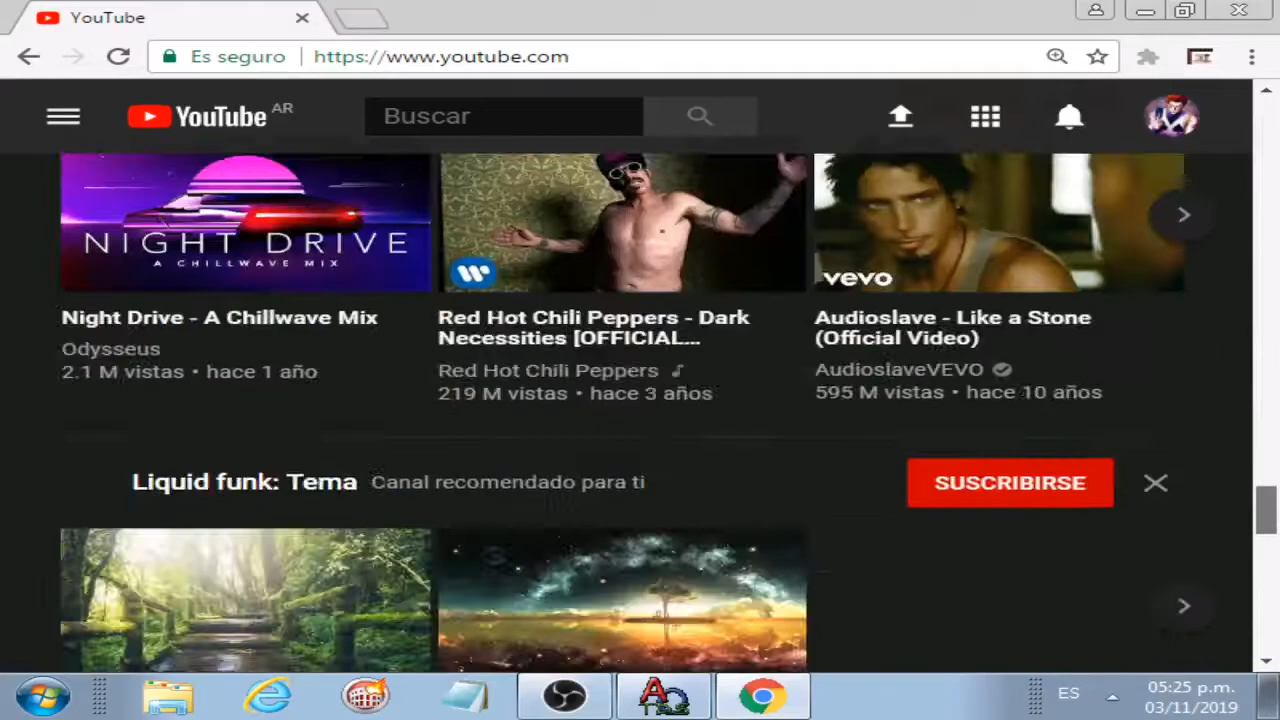 YouTube
Es seguro
https://www.youtube.com
YouTube AR
Buscar
NIGHT DRIVE
A CHILLWAVE MIX
vevo
Night Drive - A Chillwave Mix
Odysseus
2.1 M vistas • hace 1 año
Red Hot Chili Peppers - Dark
Necessities [OFFICIAL...
Red Hot Chili Peppers
219 M vistas • hace 3 años
Audioslave - Like a Stone
(Official Video)
AudioslaveVEVO
595 M vistas • hace 10 años
Liquid funk: Tema
Canal recomendado para ti
SUSCRIBIRSE
ES
05:25 p.m.
03/11/2019